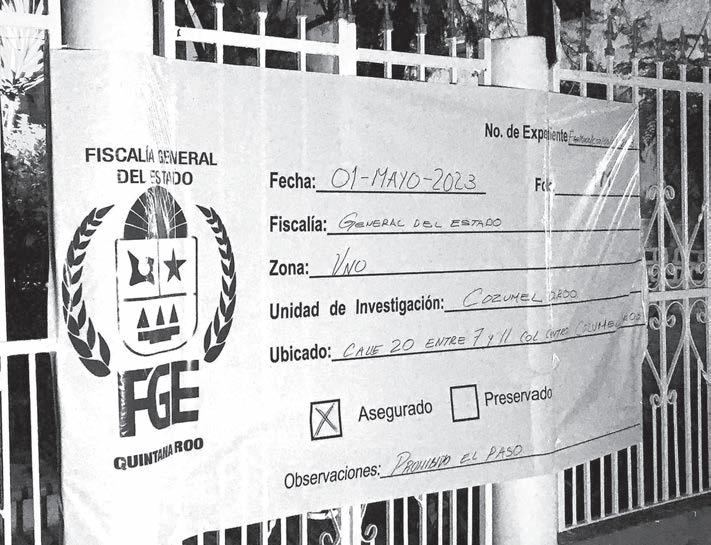 FISCALÍA GENERAL
DEL ESTADO
FGE
QUINTANA ROO
No. de Expediente
Fecha: 01-MAYO-2023
Fiscalía: GENERAL DEL ESTADO
Zona: UNO
Unidad de Investigación: COZUMEL Q.ROO
Ubicado: CALLE 20 ENTRE 7 Y 11 COL CENTRO COZUMEL
X Asegurado Preservado
Observaciones: PROHIBIDO EL PASO